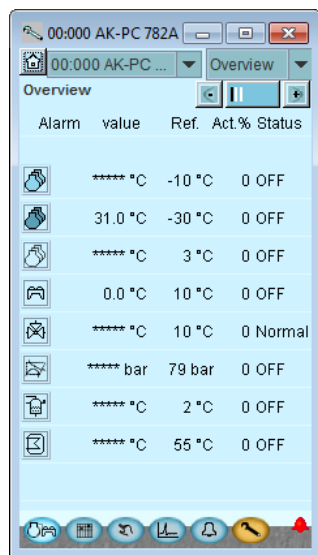 00:000 AK-PC 782A
00:000 AK-PC ... Overview
Overview
Alarm value Ref. Act.% Status
***** °C -10 °C 0 OFF
31.0 °C -30 °C 0 OFF
***** °C 3 °C 0 OFF
0.0 °C 10 °C 0 OFF
***** °C 10 °C 0 Normal
***** bar 79 bar 0 OFF
***** °C 2 °C 0 OFF
***** °C 55 °C 0 OFF